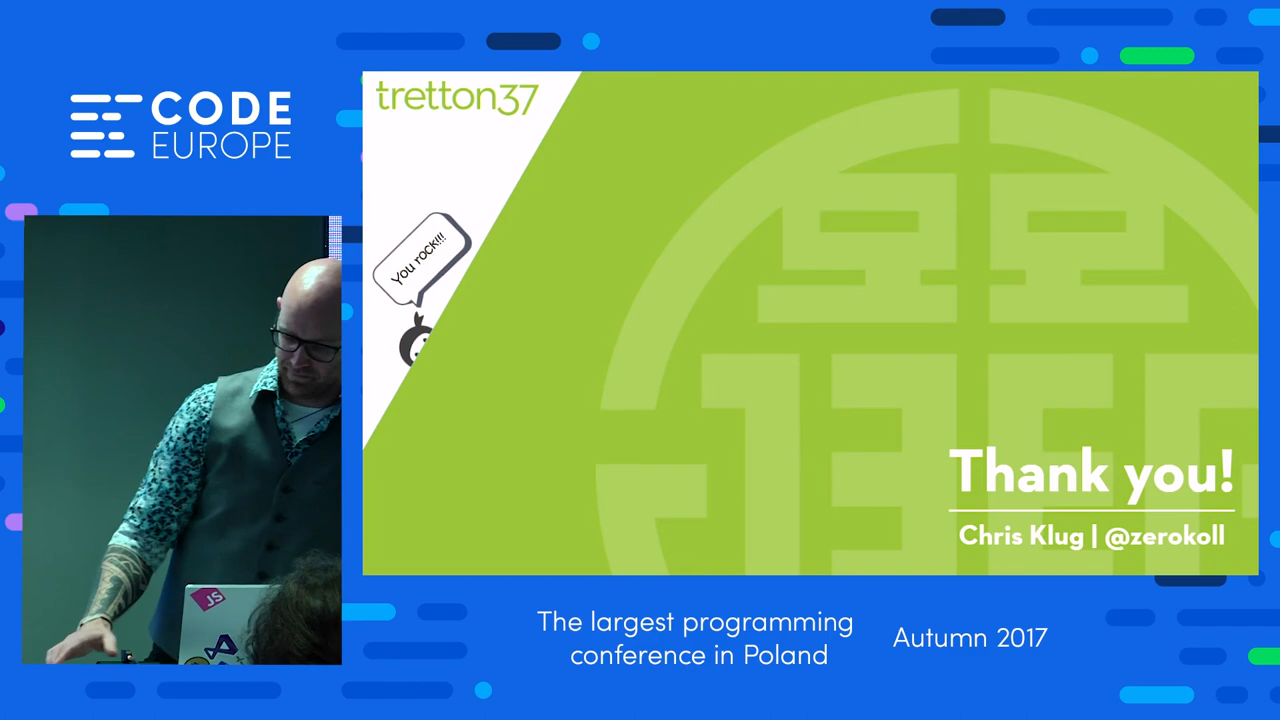 CODE
EUROPE
tretton37
You rock!!!
Thank you!
Chris Klug | @zerokoll
JS
The largest programming
conference in Poland
Autumn 2017